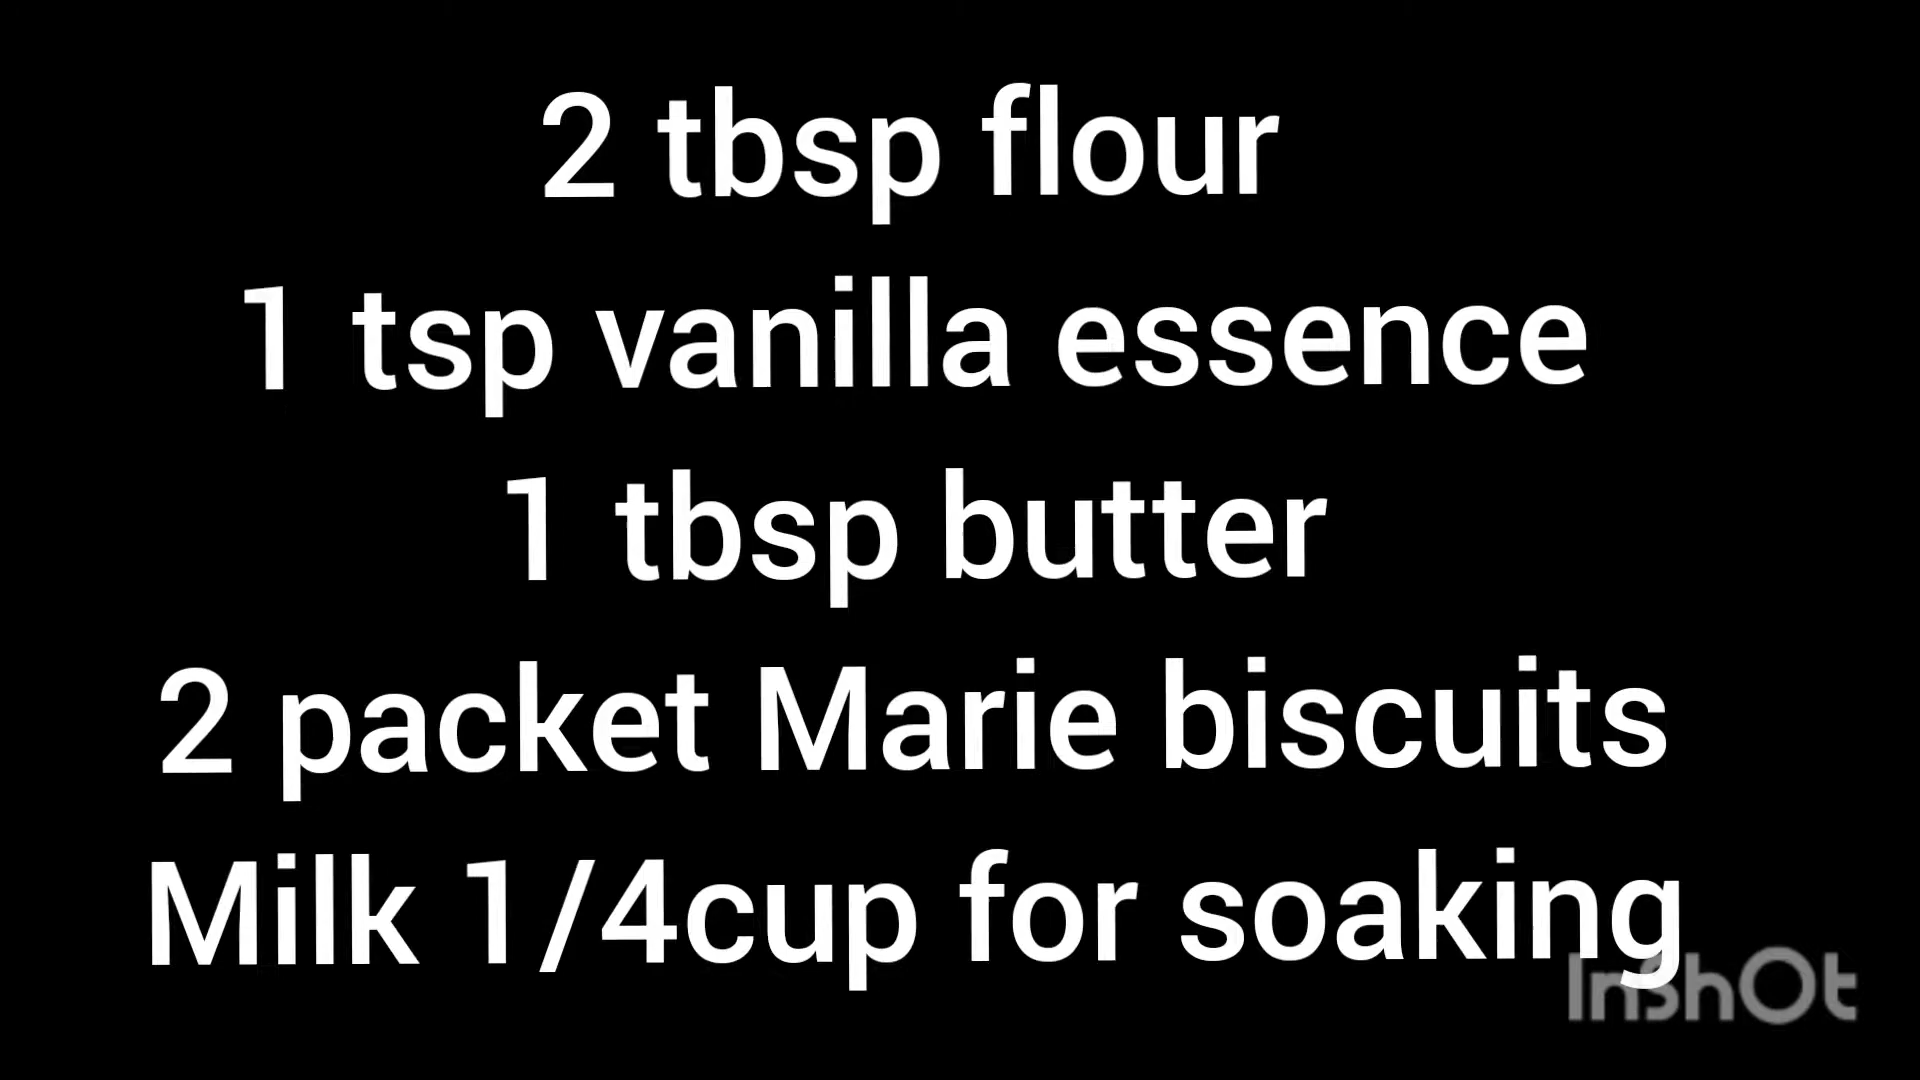 2 tbsp flour
1 tsp vanilla essence
1 tbsp butter
2 packet Marie biscuits
Milk 1/4cup for soaking
InShOt